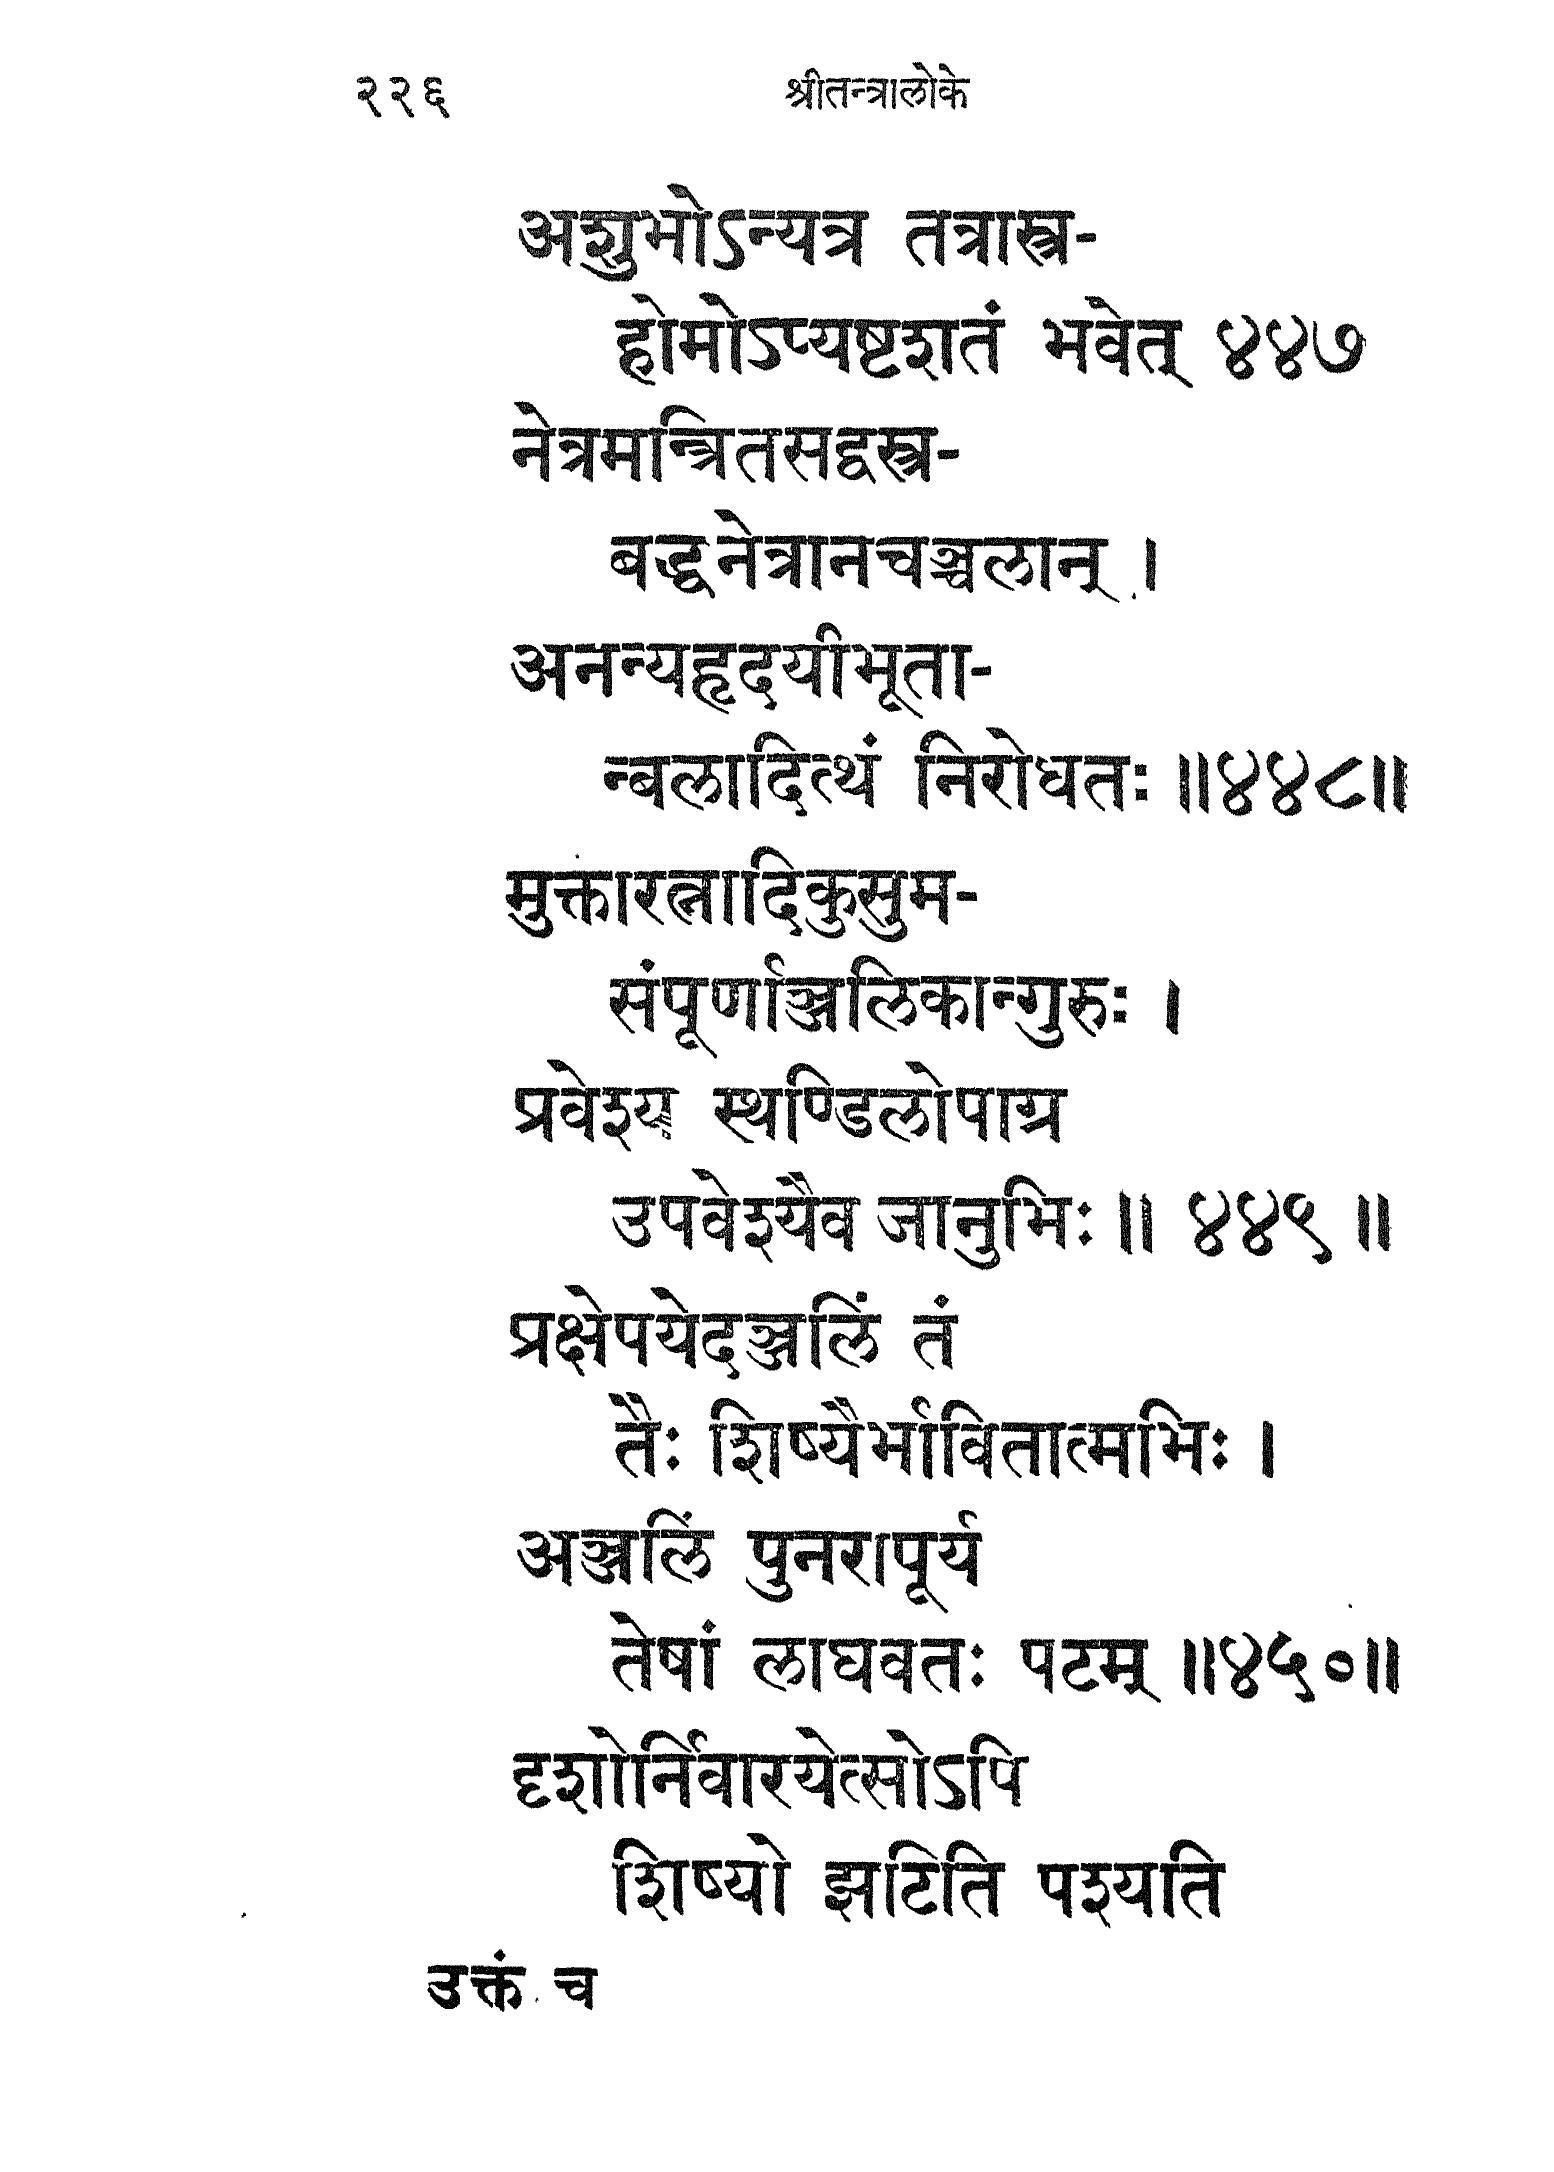 २२६ श्रीतन्त्रालोके
अशुभोऽन्यत्र तत्रास्त्र-
होमोऽप्यष्टशतं भवेत् ४४७
नेत्रमन्त्रितसद्वस्त्र-
बद्धनेत्रानचञ्चलान् ।
अनन्यहृदयीभूता-
न्बलादित्थं निरोधतः ॥४४८॥
मुक्तारत्नादिकुसुम-
संपूर्णाञ्जलिकान्गुरुः ।
प्रवेश्य स्थण्डिलोपाग्र
उपवेश्यैव जानुभिः ॥ ४४९ ॥
प्रक्षेपयेदञ्जलिं तं
तैः शिष्यैर्भावितात्मभिः ।
अञ्जलिं पुनरापूर्य
तेषां लाघवतः पटम् ॥४५०॥
दृशोर्निवारयेत्सोऽपि
शिष्यो झटिति पश्यति
उक्तं च